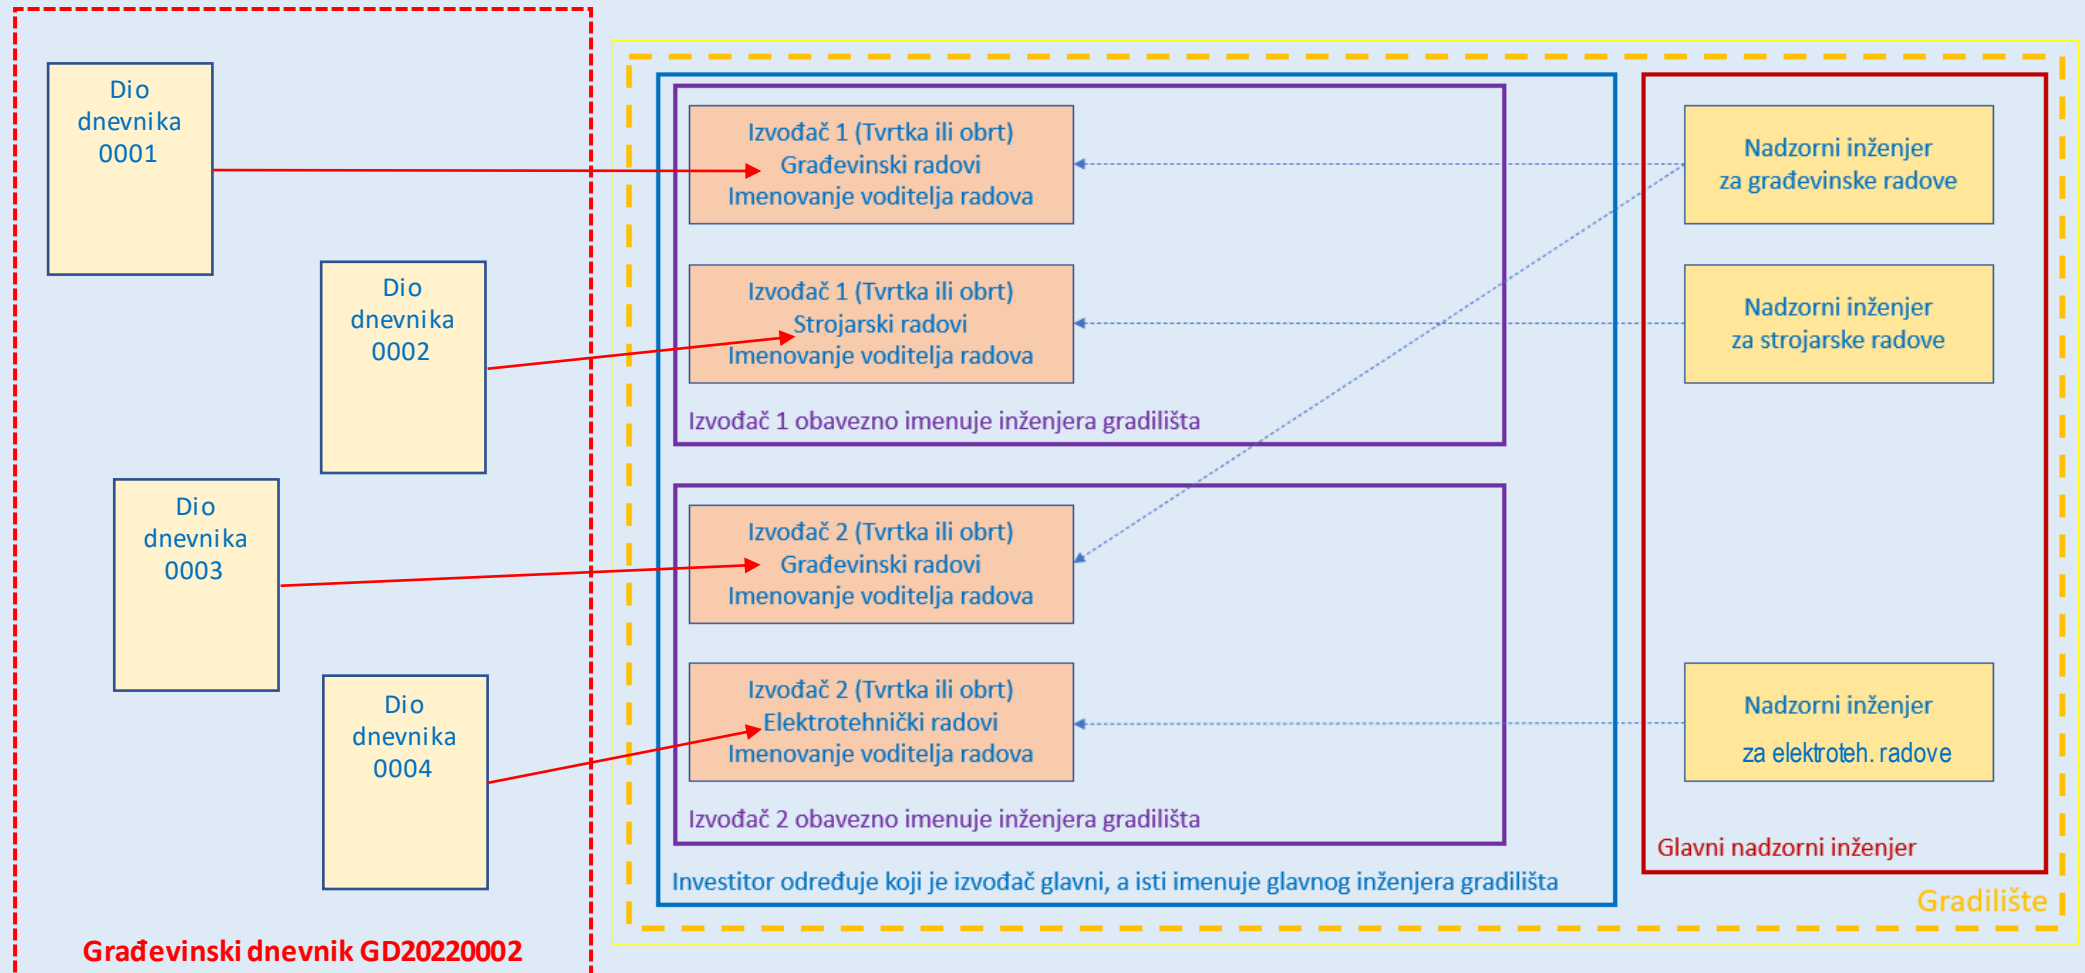 Dio
dnevnika
0001
Dio
dnevnika
0002
Dio
dnevnika
0003
Dio
dnevnika
0004
Građevinski dnevnik GD20220002
Izvođač 1 (Tvrtka ili obrt)
Građevinski radovi
Imenovanje voditelja radova
Izvođač 1 (Tvrtka ili obrt)
Strojarski radovi
Imenovanje voditelja radova
Izvođač 1 obavezno imenuje inženjera gradilišta
Izvođač 2 (Tvrtka ili obrt)
Građevinski radovi
Imenovanje voditelja radova
Izvođač 2 (Tvrtka ili obrt)
Elektrotehnički radovi
Imenovanje voditelja radova
Izvođač 2 obavezno imenuje inženjera gradilišta
Investitor određuje koji je izvođač glavni, a isti imenuje glavnog inženjera gradilišta
Nadzorni inženjer
za građevinske radove
Nadzorni inženjer
za strojarske radove
Nadzorni inženjer
za elektroteh. radove
Glavni nadzorni inženjer
Gradilište